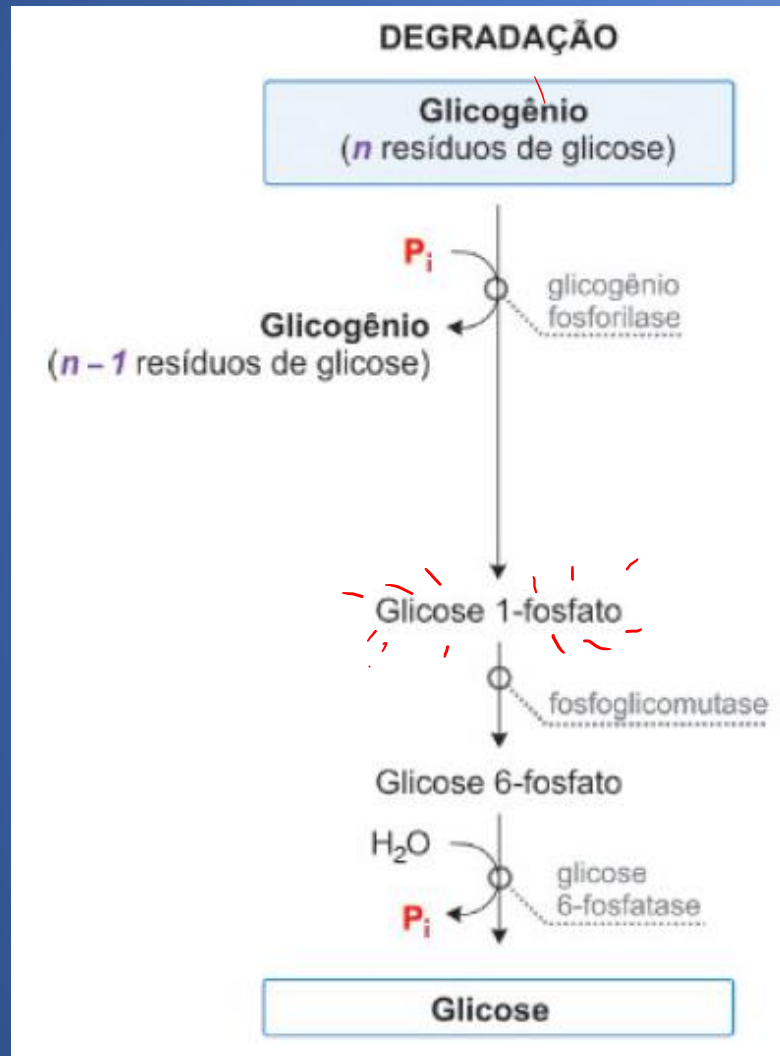 DEGRADAÇÃO
Glicogênio
(n resíduos de glicose)
Pi
glicogênio
fosforilase
Glicogênio
(n – 1 resíduos de glicose)
Glicose 1-fosfato
fosfoglicomutase
Glicose 6-fosfato
H₂O
glicose
6-fosfatase
Pi
Glicose